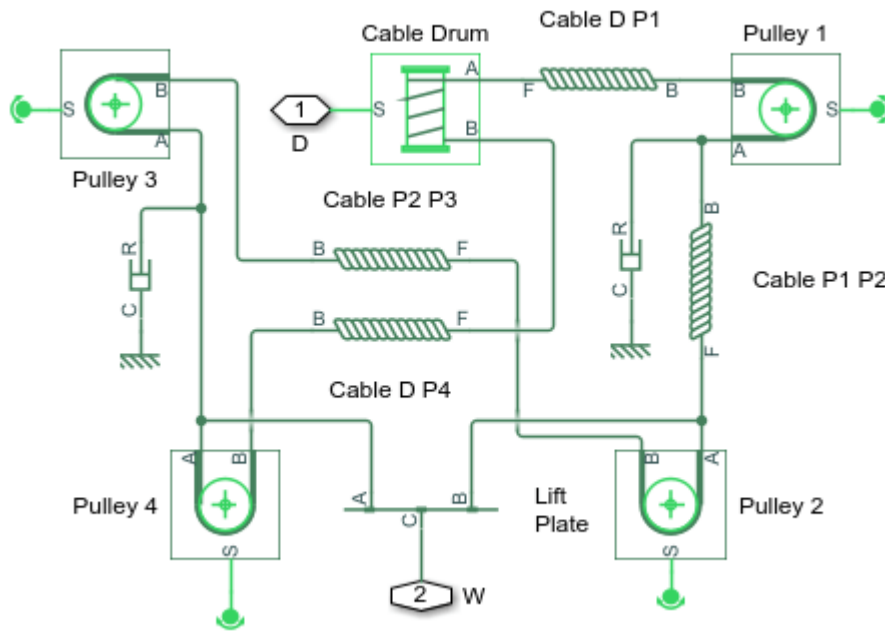 Cable D P1
Cable Drum
Pulley 1
A
B
S
F
B
B
S
S
1
A
B
A
D
Pulley 3
Cable P2 P3
B
R
R
B
F
Cable P1 P2
C
C
B
F
F
Cable D P4
A
B
B
A
Pulley 4
A
B
Lift
Plate
Pulley 2
C
S
S
2
W